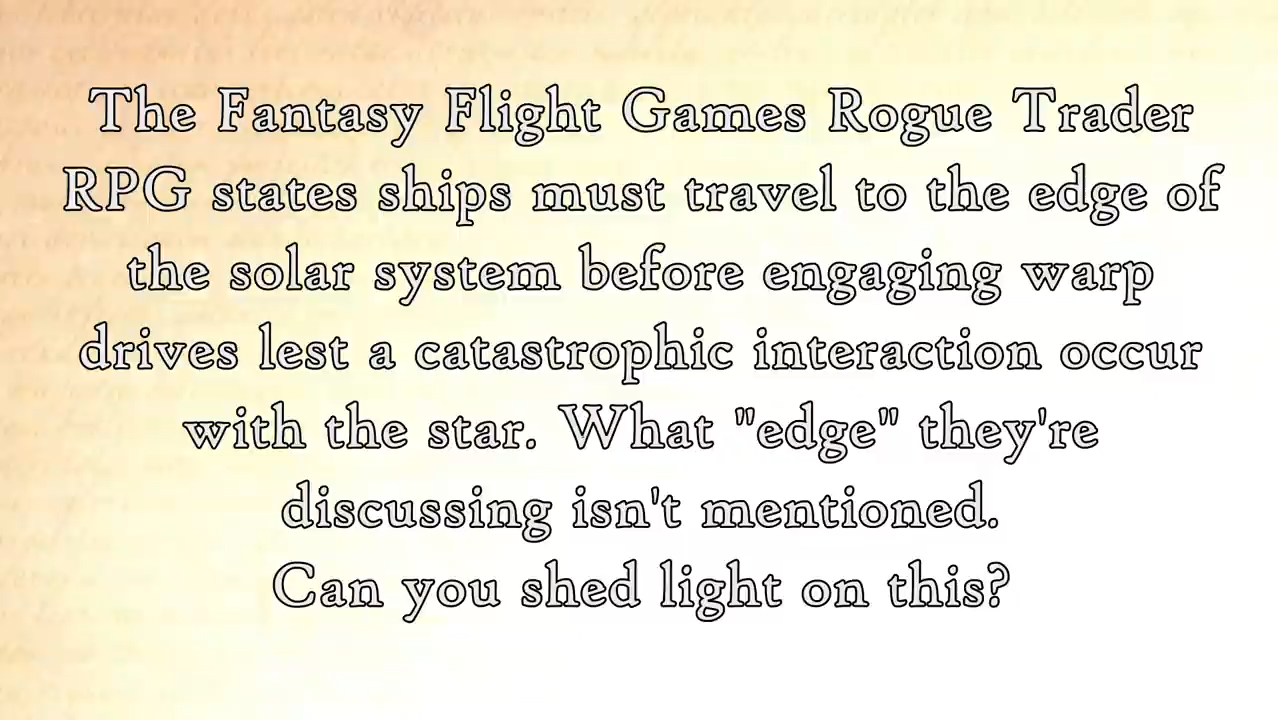 The Fantasy Flight Games Rogue Trader
RPG states ships must travel to the edge of
the solar system before engaging warp
drives lest a catastrophic interaction occur
with the star. What "edge" they're
discussing isn't mentioned.
Can you shed light on this?